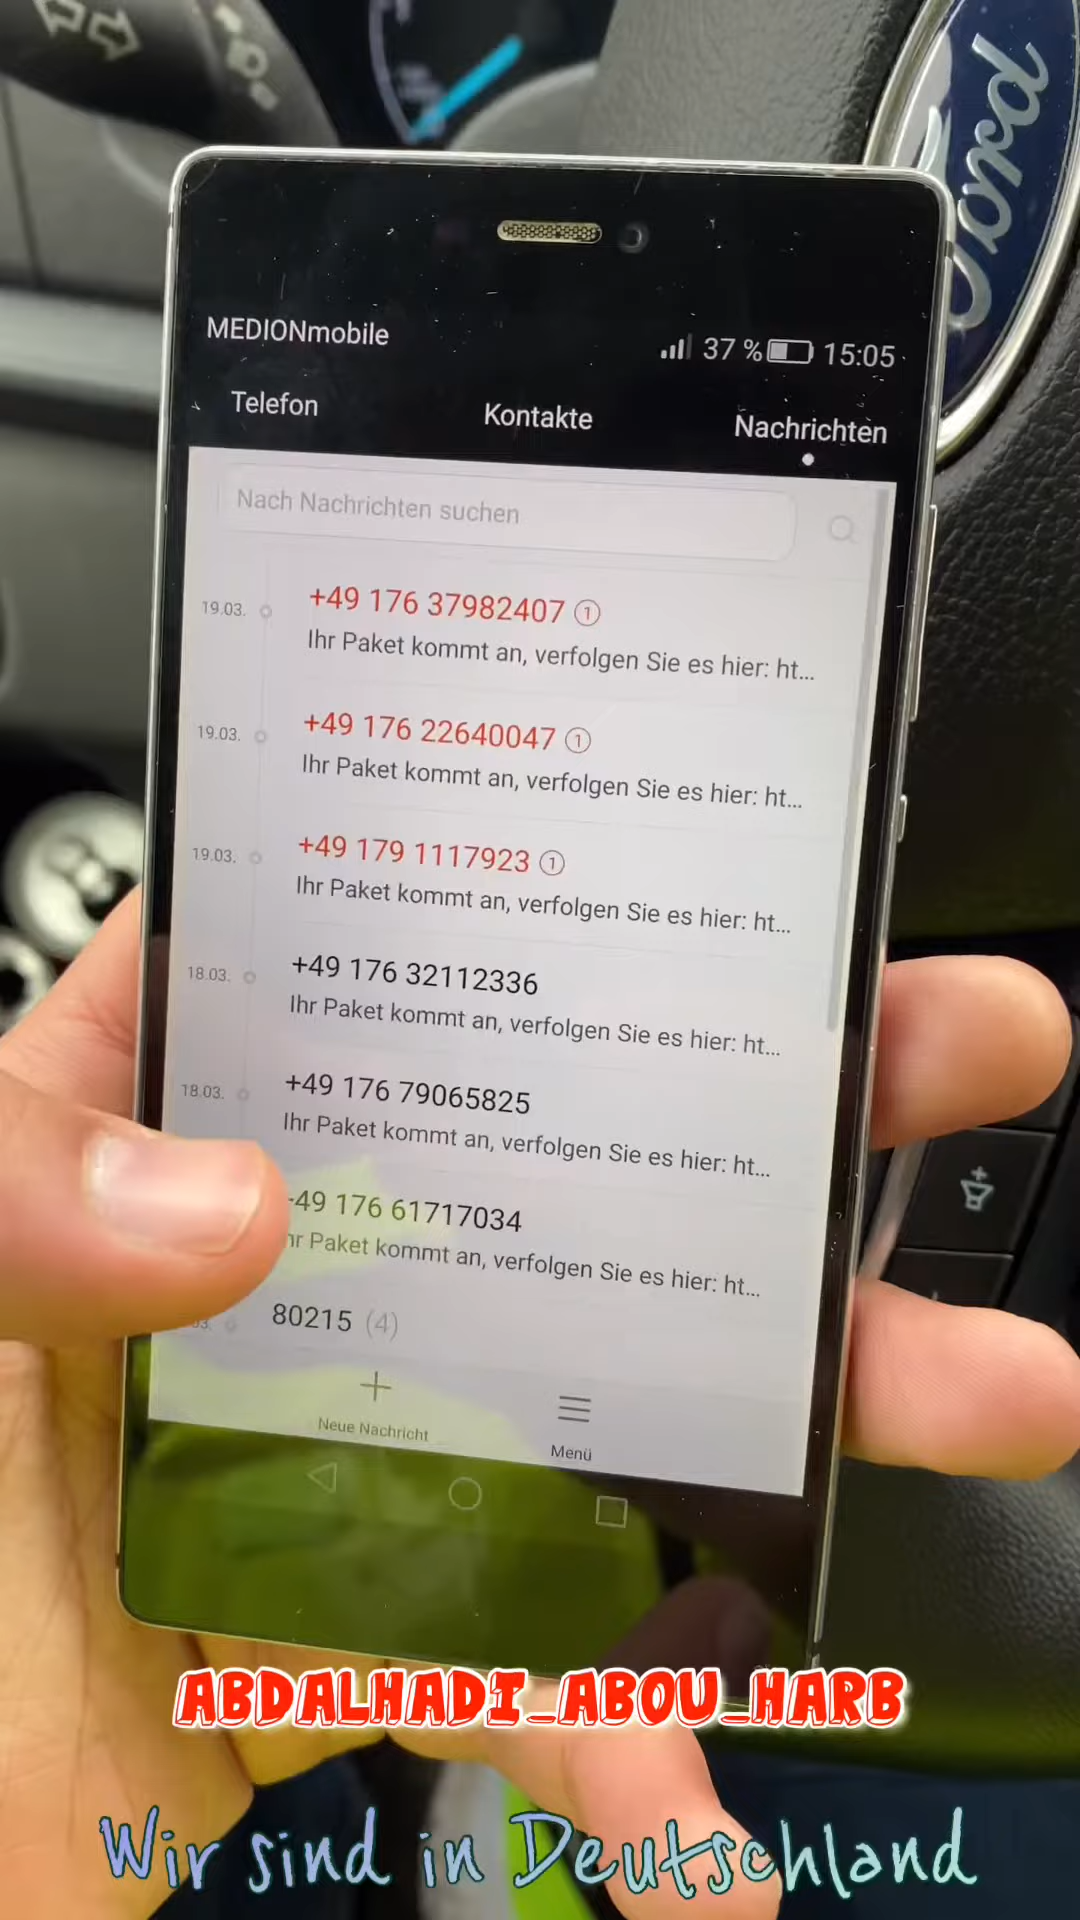 Ford
MEDIONmobile
37 % 15:05
Telefon Kontakte Nachrichten
Nach Nachrichten suchen
19.03. +49 176 37982407 1
Ihr Paket kommt an, verfolgen Sie es hier: ht...
19.03. +49 176 22640047 1
Ihr Paket kommt an, verfolgen Sie es hier: ht...
19.03. +49 179 1117923 1
Ihr Paket kommt an, verfolgen Sie es hier: ht...
18.03. +49 176 32112336
Ihr Paket kommt an, verfolgen Sie es hier: ht...
18.03. +49 176 79065825
Ihr Paket kommt an, verfolgen Sie es hier: ht...
49 176 61717034
Paket kommt an, verfolgen Sie es hier: ht...
80215 (4)
Neue Nachricht Menü
ABDALHADI_ABOU_HARB
Wir sind in Deutschland